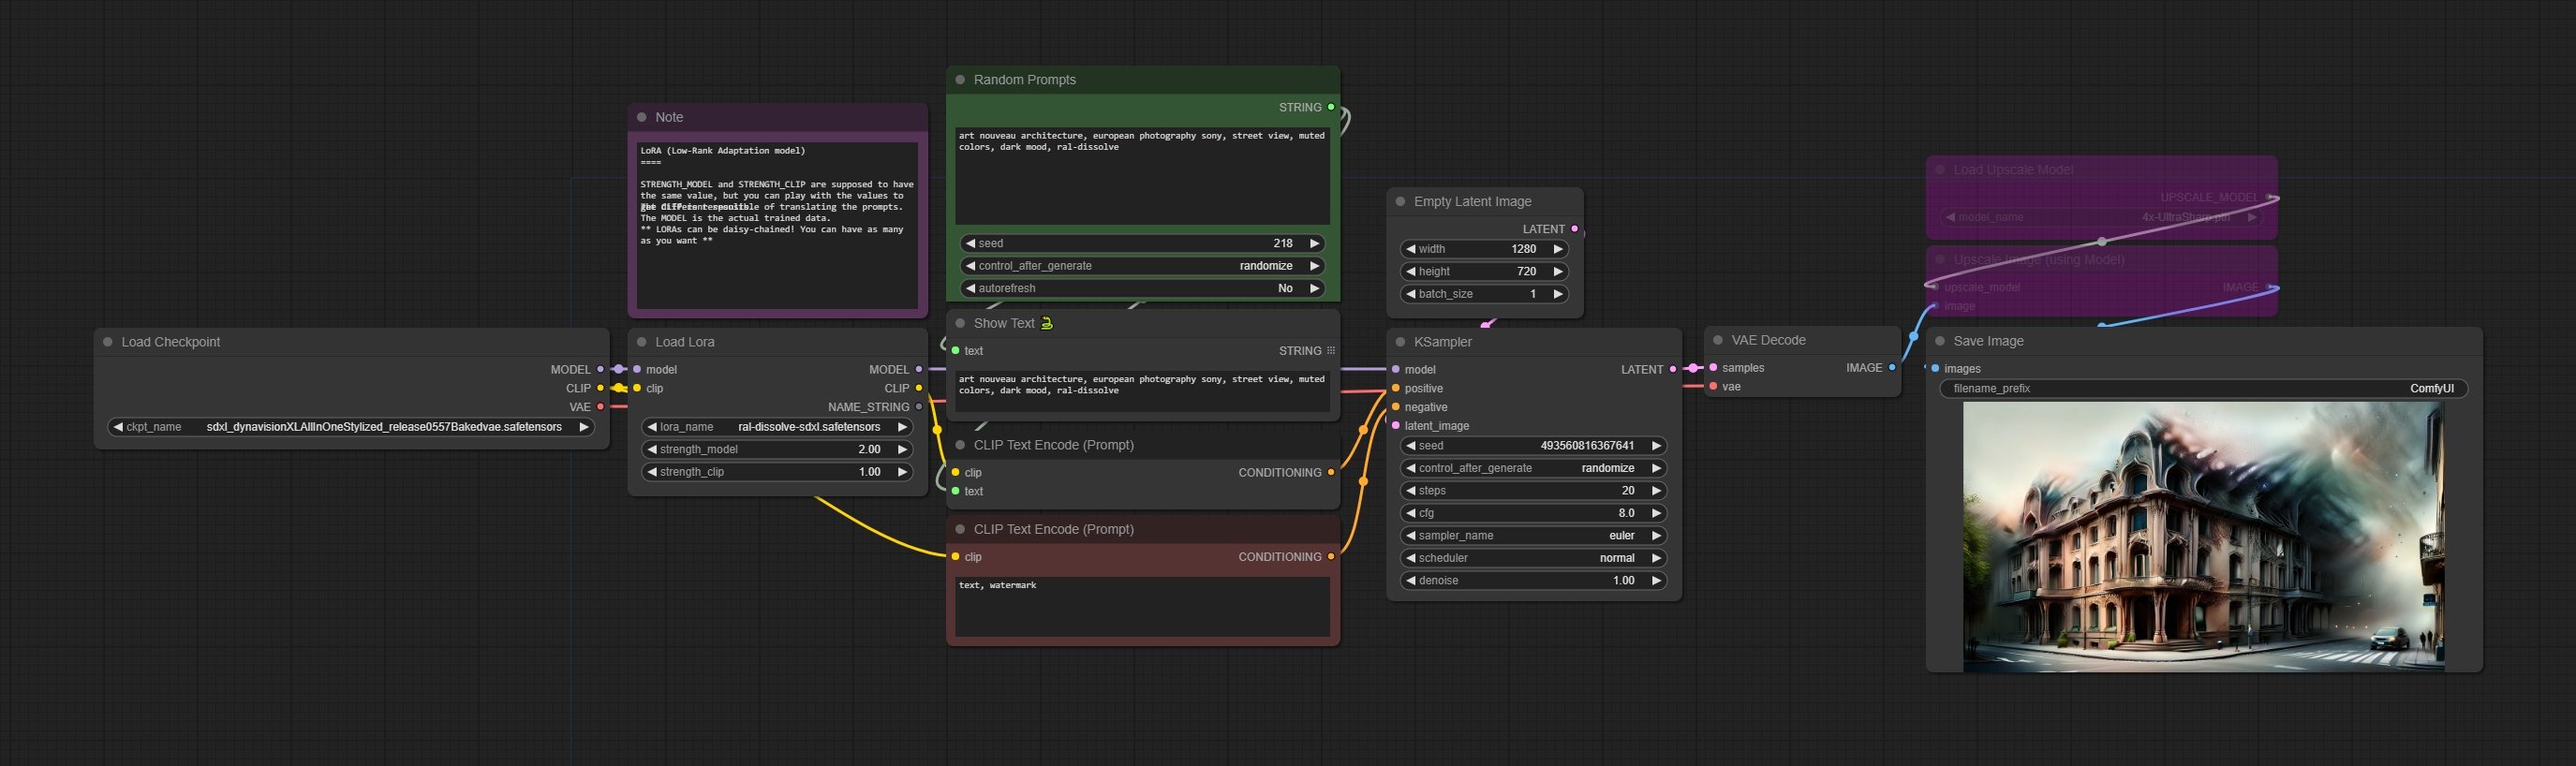 Load Checkpoint
MODEL
CLIP
VAE
ckpt_name sdxl_dynavisionXLAllInOneStylized_release0557Bakedvae.safetensors
Note
LoRA (Low-Rank Adaptation model)
====
STRENGTH_MODEL and STRENGTH_CLIP are supposed to have
the same value, but you can play with the values to
of translating the prompts.
The MODEL is the actual trained data.
** LORAs can be daisy-chained! You can have as many
as you want **
Load Lora
model MODEL
clip CLIP
NAME_STRING
lora_name ral-dissolve-sdxl.safetensors
strength_model 2.00
strength_clip 1.00
Random Prompts
STRING
art nouveau architecture, european photography sony, street view, muted
colors, dark mood, ral-dissolve
seed 218
control_after_generate randomize
autorefresh No
Show Text
text STRING
art nouveau architecture, european photography sony, street view, muted
colors, dark mood, ral-dissolve
CLIP Text Encode (Prompt)
clip CONDITIONING
text
CLIP Text Encode (Prompt)
clip CONDITIONING
text, watermark
Empty Latent Image
LATENT
width 1280
height 720
batch_size 1
KSampler
model LATENT
positive
negative
latent_image
seed 493560816367641
control_after_generate randomize
steps 20
cfg 8.0
sampler_name euler
scheduler normal
denoise 1.00
VAE Decode
samples IMAGE
vae
Load Upscale Model
UPSCALE_MODEL
model_name 4x-UltraSharp.pth
Upscale Image (using Model)
upscale_model IMAGE
image
Save Image
images
filename_prefix ComfyUI